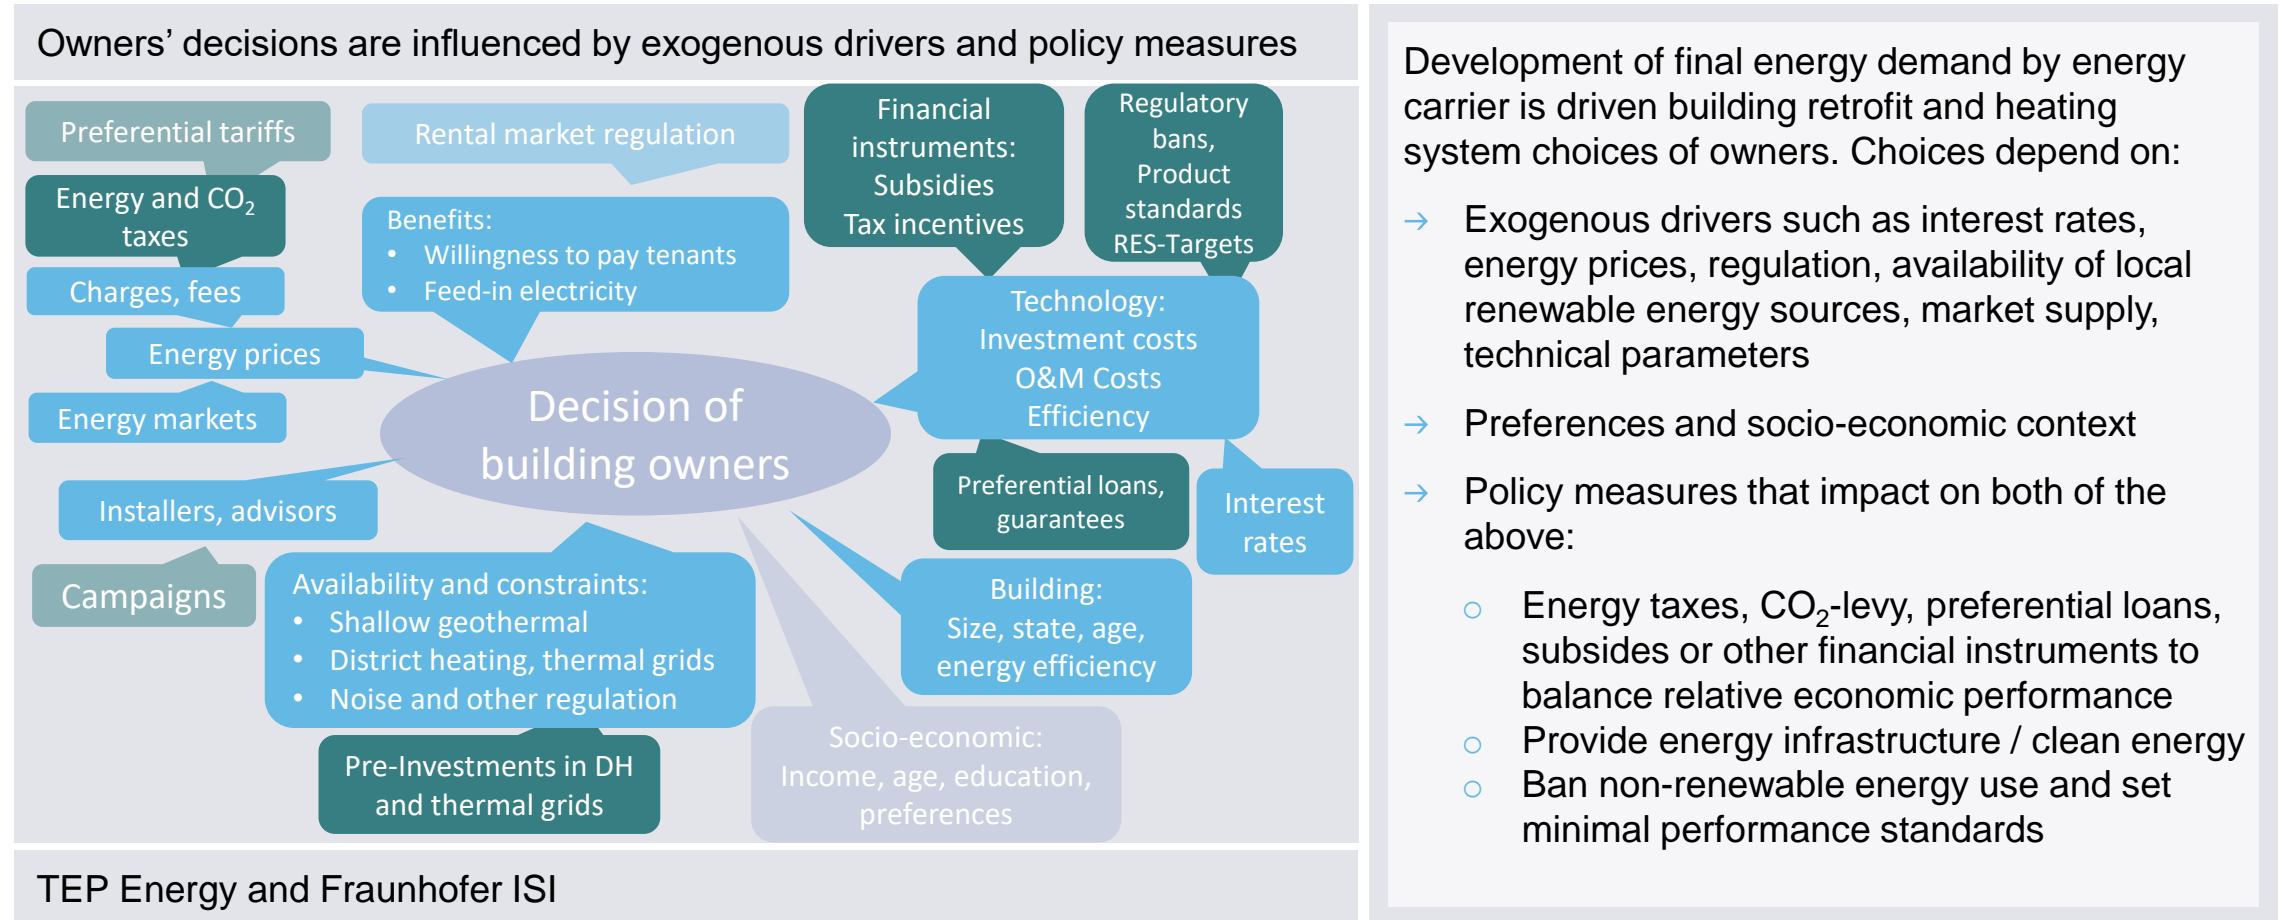 Owners’ decisions are influenced by exogenous drivers and policy measures
Preferential tariffs
Energy and CO₂
taxes
Charges, fees
Energy prices
Energy markets
Installers, advisors
Campaigns
Rental market regulation
Benefits:
• Willingness to pay tenants
• Feed-in electricity
Decision of
building owners
Availability and constraints:
• Shallow geothermal
• District heating, thermal grids
• Noise and other regulation
Pre-Investments in DH
and thermal grids
Financial
instruments:
Subsidies
Tax incentives
Regulatory
bans,
Product
standards
RES-Targets
Technology:
Investment costs
O&M Costs
Efficiency
Preferential loans,
guarantees
Interest
rates
Building:
Size, state, age,
energy efficiency
Socio-economic:
Income, age, education,
preferences
TEP Energy and Fraunhofer ISI
Development of final energy demand by energy
carrier is driven building retrofit and heating
system choices of owners. Choices depend on:
→ Exogenous drivers such as interest rates,
energy prices, regulation, availability of local
renewable energy sources, market supply,
technical parameters
→ Preferences and socio-economic context
→ Policy measures that impact on both of the
above:
o Energy taxes, CO₂-levy, preferential loans,
subsides or other financial instruments to
balance relative economic performance
o Provide energy infrastructure / clean energy
o Ban non-renewable energy use and set
minimal performance standards